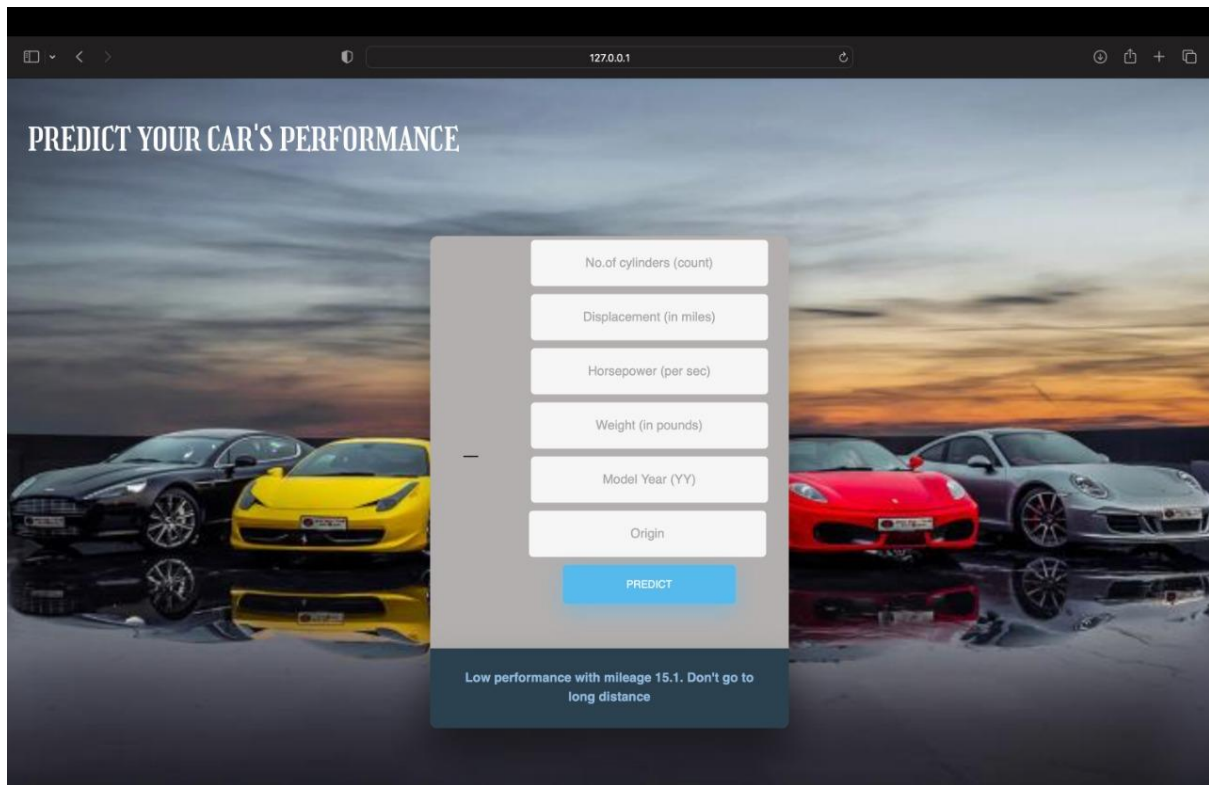 127.0.0.1
PREDICT YOUR CAR'S PERFORMANCE
No.of cylinders (count)
Displacement (in miles)
Horsepower (per sec)
Weight (in pounds)
Model Year (YY)
Origin
PREDICT
Low performance with mileage 15.1. Don't go to
long distance